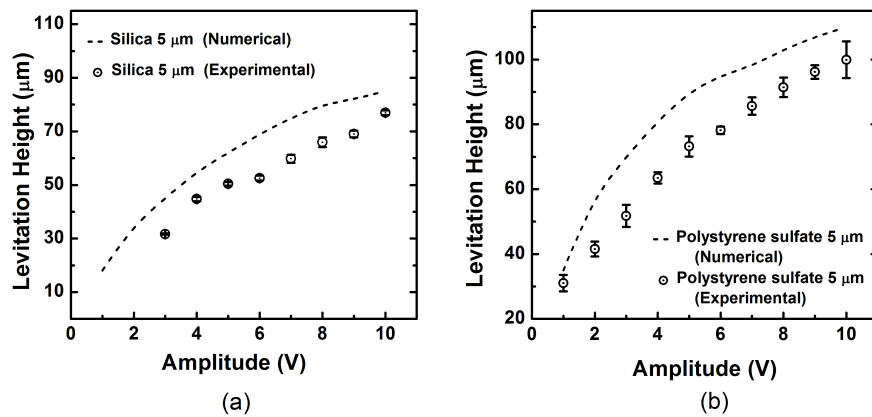 110
90
70
50
30
10
Levitation Height (μm)
Silica 5 μm (Numerical)
Silica 5 μm (Experimental)
0 2 4 6 8 10
Amplitude (V)
(a)
100
80
60
40
20
Levitation Height (μm)
Polystyrene sulfate 5 μm
(Numerical)
Polystyrene sulfate 5 μm
(Experimental)
0 2 4 6 8 10
Amplitude (V)
(b)